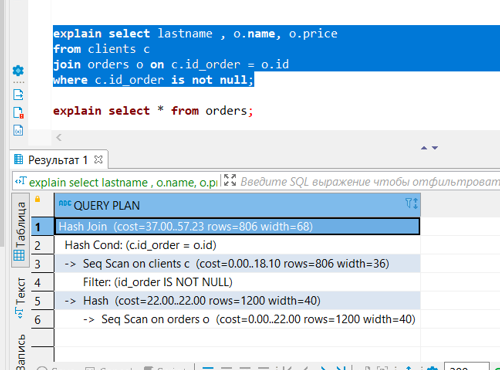 explain select lastname , o.name, o.price
from clients c
join orders o on c.id_order = o.id
where c.id_order is not null;
explain select * from orders;
Результат 1
explain select lastname , o.name, o.pri
Введите SQL выражение чтобы отфильтроват
Таблица
Текст
Запись
QUERY PLAN
1 Hash Join (cost=37.00..57.23 rows=806 width=68)
2 Hash Cond: (c.id_order = o.id)
3 -> Seq Scan on clients c (cost=0.00..18.10 rows=806 width=36)
4 Filter: (id_order IS NOT NULL)
5 -> Hash (cost=22.00..22.00 rows=1200 width=40)
6 -> Seq Scan on orders o (cost=0.00..22.00 rows=1200 width=40)